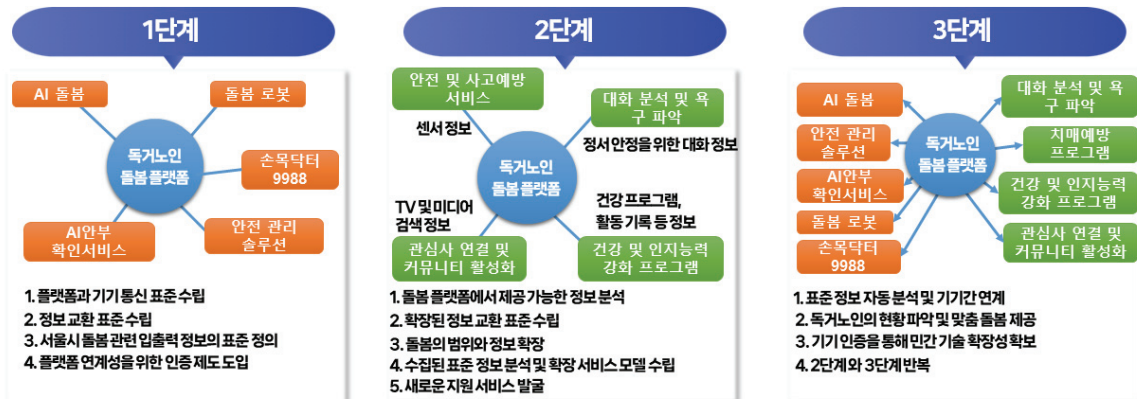 1단계
AI 돌봄
돌봄 로봇
독거노인
돌봄 플랫폼
손목닥터
9988
AI안부
확인서비스
안전 관리
솔루션
1. 플랫폼과 기기 통신 표준 수립
2. 정보 교환 표준 수립
3. 서울시 돌봄 관련 입출력 정보의 표준 정의
4. 플랫폼 연계성을 위한 인증 제도 도입
2단계
안전 및 사고예방
서비스
대화 분석 및 욕
구 파악
센서 정보
정서 안정을 위한 대화 정보
독거노인
돌봄 플랫폼
TV 및 미디어
검색 정보
건강 프로그램,
활동 기록 등 정보
관심사 연결 및
커뮤니티 활성화
건강 및 인지능력
강화 프로그램
1. 돌봄 플랫폼에서 제공 가능한 정보 분석
2. 확장된 정보 교환 표준 수립
3. 돌봄의 범위와 정보 확장
4. 수집된 표준 정보 분석 및 확장 서비스 모델 수립
5. 새로운 지원 서비스 발굴
3단계
AI 돌봄
안전 관리
솔루션
AI안부
확인서비스
돌봄 로봇
손목닥터
9988
독거노인
돌봄 플랫폼
대화 분석 및 욕
구 파악
치매예방
프로그램
건강 및 인지능력
강화 프로그램
관심사 연결 및
커뮤니티 활성화
1. 표준 정보 자동 분석 및 기기간 연계
2. 독거노인의 현황 파악 및 맞춤 돌봄 제공
3. 기기 인증을 통해 민간 기술 확장성 확보
4. 2단계와 3단계 반복